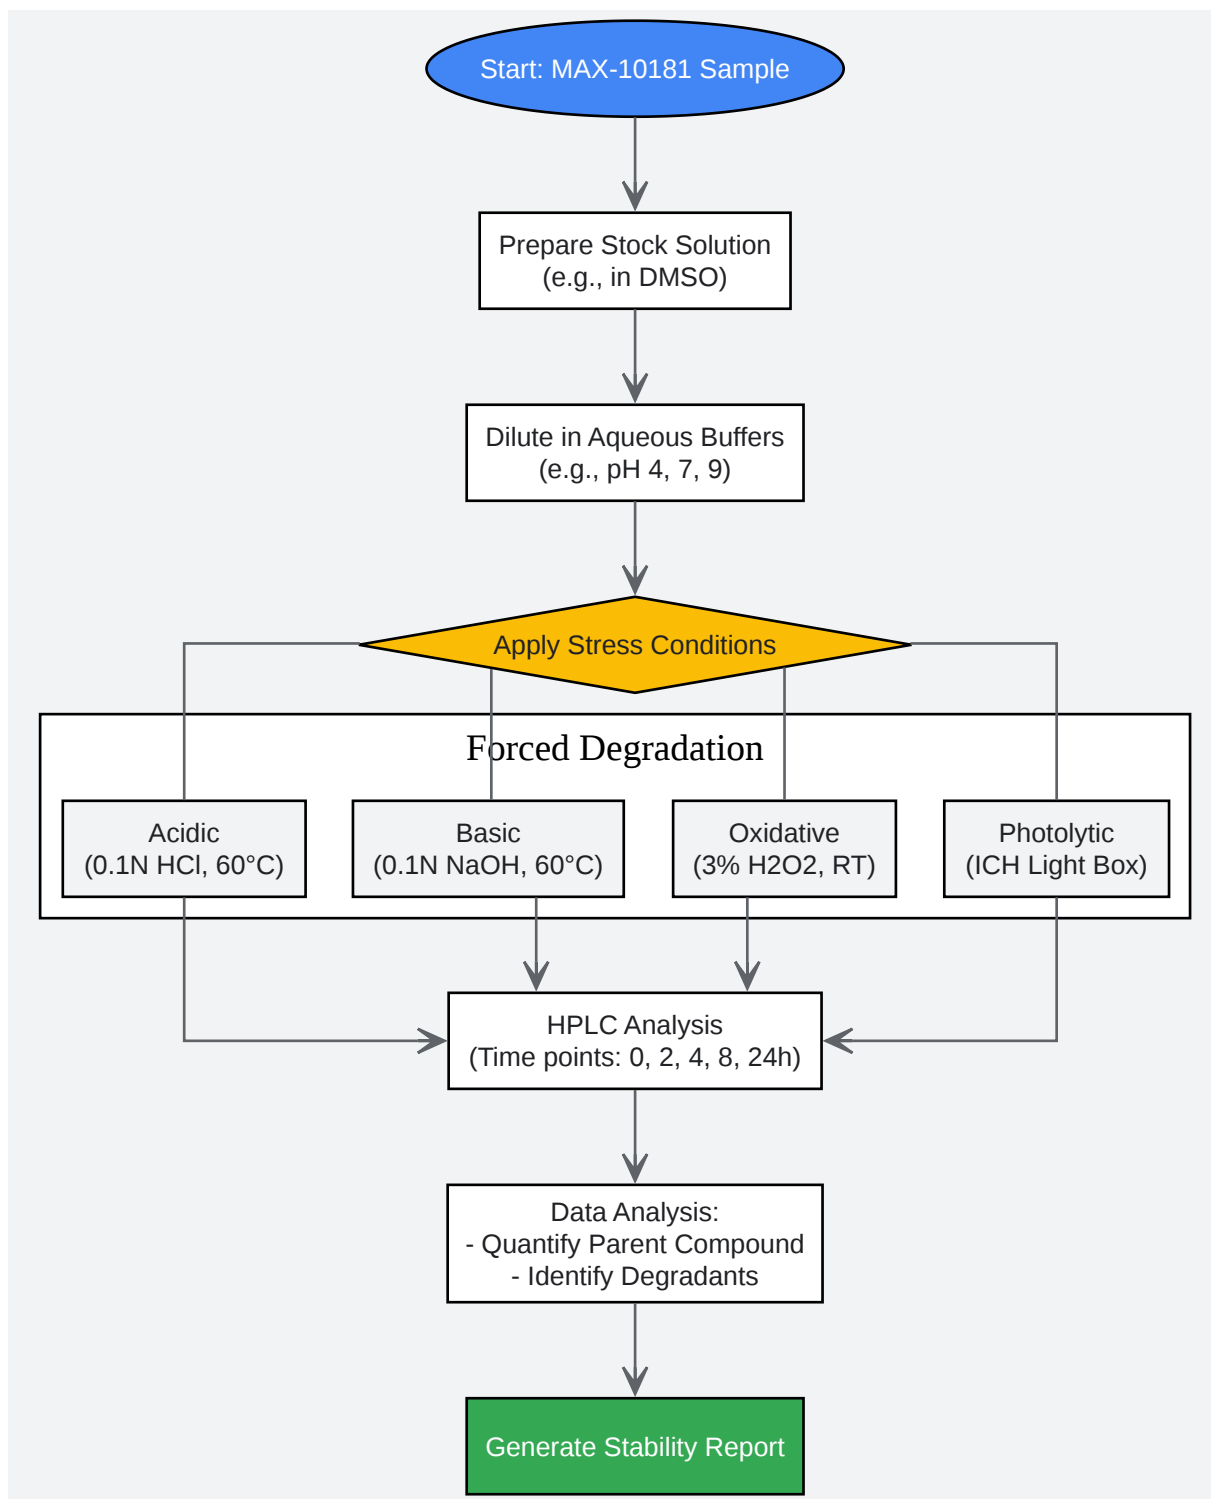 Start: MAX-10181 Sample
Prepare Stock Solution
(e.g., in DMSO)
Dilute in Aqueous Buffers
(e.g., pH 4, 7, 9)
Apply Stress Conditions
Forced Degradation
Acidic
(0.1N HCl, 60°C)
Basic
(0.1N NaOH, 60°C)
Oxidative
(3% H2O2, RT)
Photolytic
(ICH Light Box)
HPLC Analysis
(Time points: 0, 2, 4, 8, 24h)
Data Analysis:
- Quantify Parent Compound
- Identify Degradants
Generate Stability Report